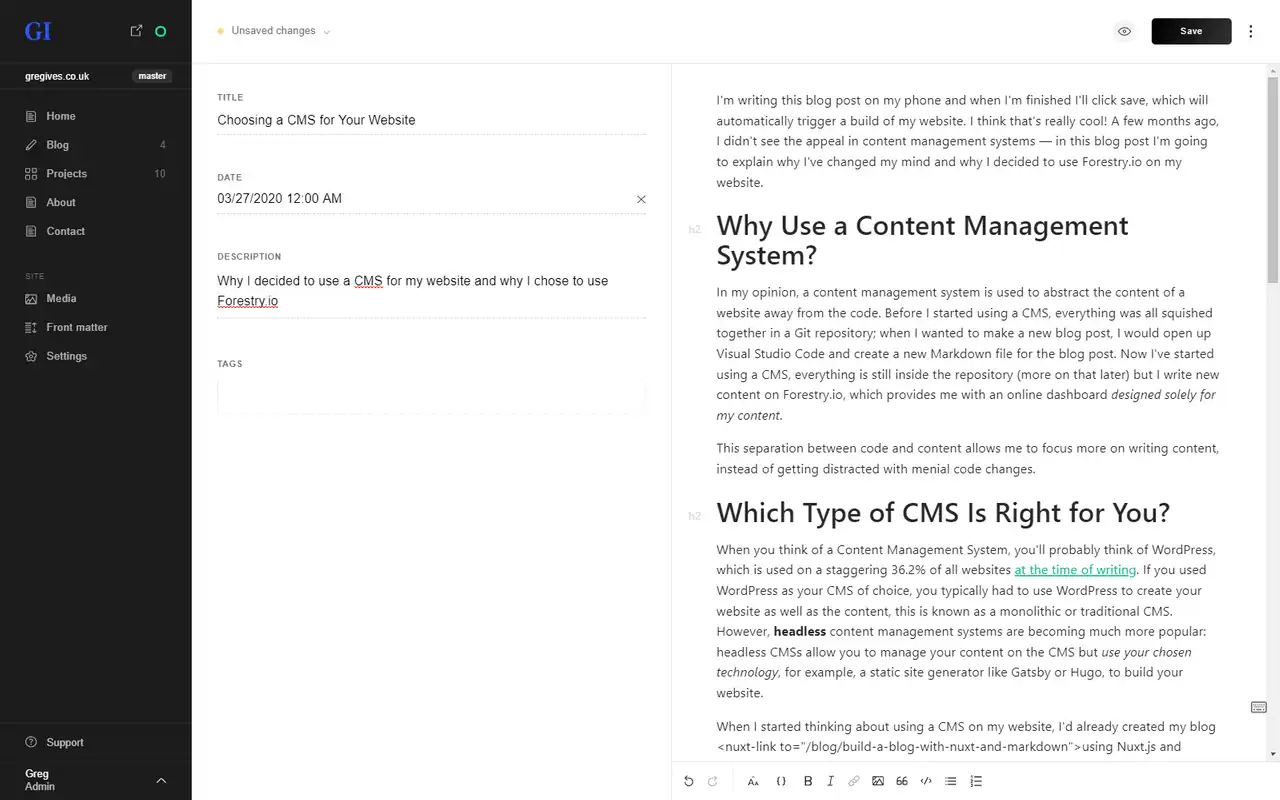 GI
Unsaved changes
Save
gregives.co.uk master
Home
Blog 4
Projects 10
About
Contact
SITE
Media
Front matter
Settings
Support
Greg
Admin
TITLE
Choosing a CMS for Your Website
DATE
03/27/2020 12:00 AM
DESCRIPTION
Why I decided to use a CMS for my website and why I chose to use
Forestry.io
TAGS
I'm writing this blog post on my phone and when I'm finished I'll click save, which will
automatically trigger a build of my website. I think that's really cool! A few months ago,
I didn't see the appeal in content management systems — in this blog post I'm going
to explain why I've changed my mind and why I decided to use Forestry.io on my
website.
h2 Why Use a Content Management
System?
In my opinion, a content management system is used to abstract the content of a
website away from the code. Before I started using a CMS, everything was all squished
together in a Git repository; when I wanted to make a new blog post, I would open up
Visual Studio Code and create a new Markdown file for the blog post. Now I've started
using a CMS, everything is still inside the repository (more on that later) but I write new
content on Forestry.io, which provides me with an online dashboard designed solely for
my content.
This separation between code and content allows me to focus more on writing content,
instead of getting distracted with menial code changes.
h2 Which Type of CMS Is Right for You?
When you think of a Content Management System, you'll probably think of WordPress,
which is used on a staggering 36.2% of all websites at the time of writing. If you used
WordPress as your CMS of choice, you typically had to use WordPress to create your
website as well as the content, this is known as a monolithic or traditional CMS.
However, headless content management systems are becoming much more popular:
headless CMSs allow you to manage your content on the CMS but use your chosen
technology, for example, a static site generator like Gatsby or Hugo, to build your
website.
When I started thinking about using a CMS on my website, I'd already created my blog
<nuxt-link to="/blog/build-a-blog-with-nuxt-and-markdown">using Nuxt.js and